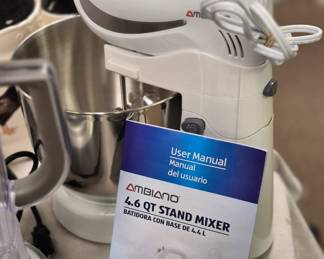 AMBIANO
User Manual
Manual
del usuario
AMBIANO
4.6 QT STAND MIXER
BATIDORA CON BASE DE 4.4 L